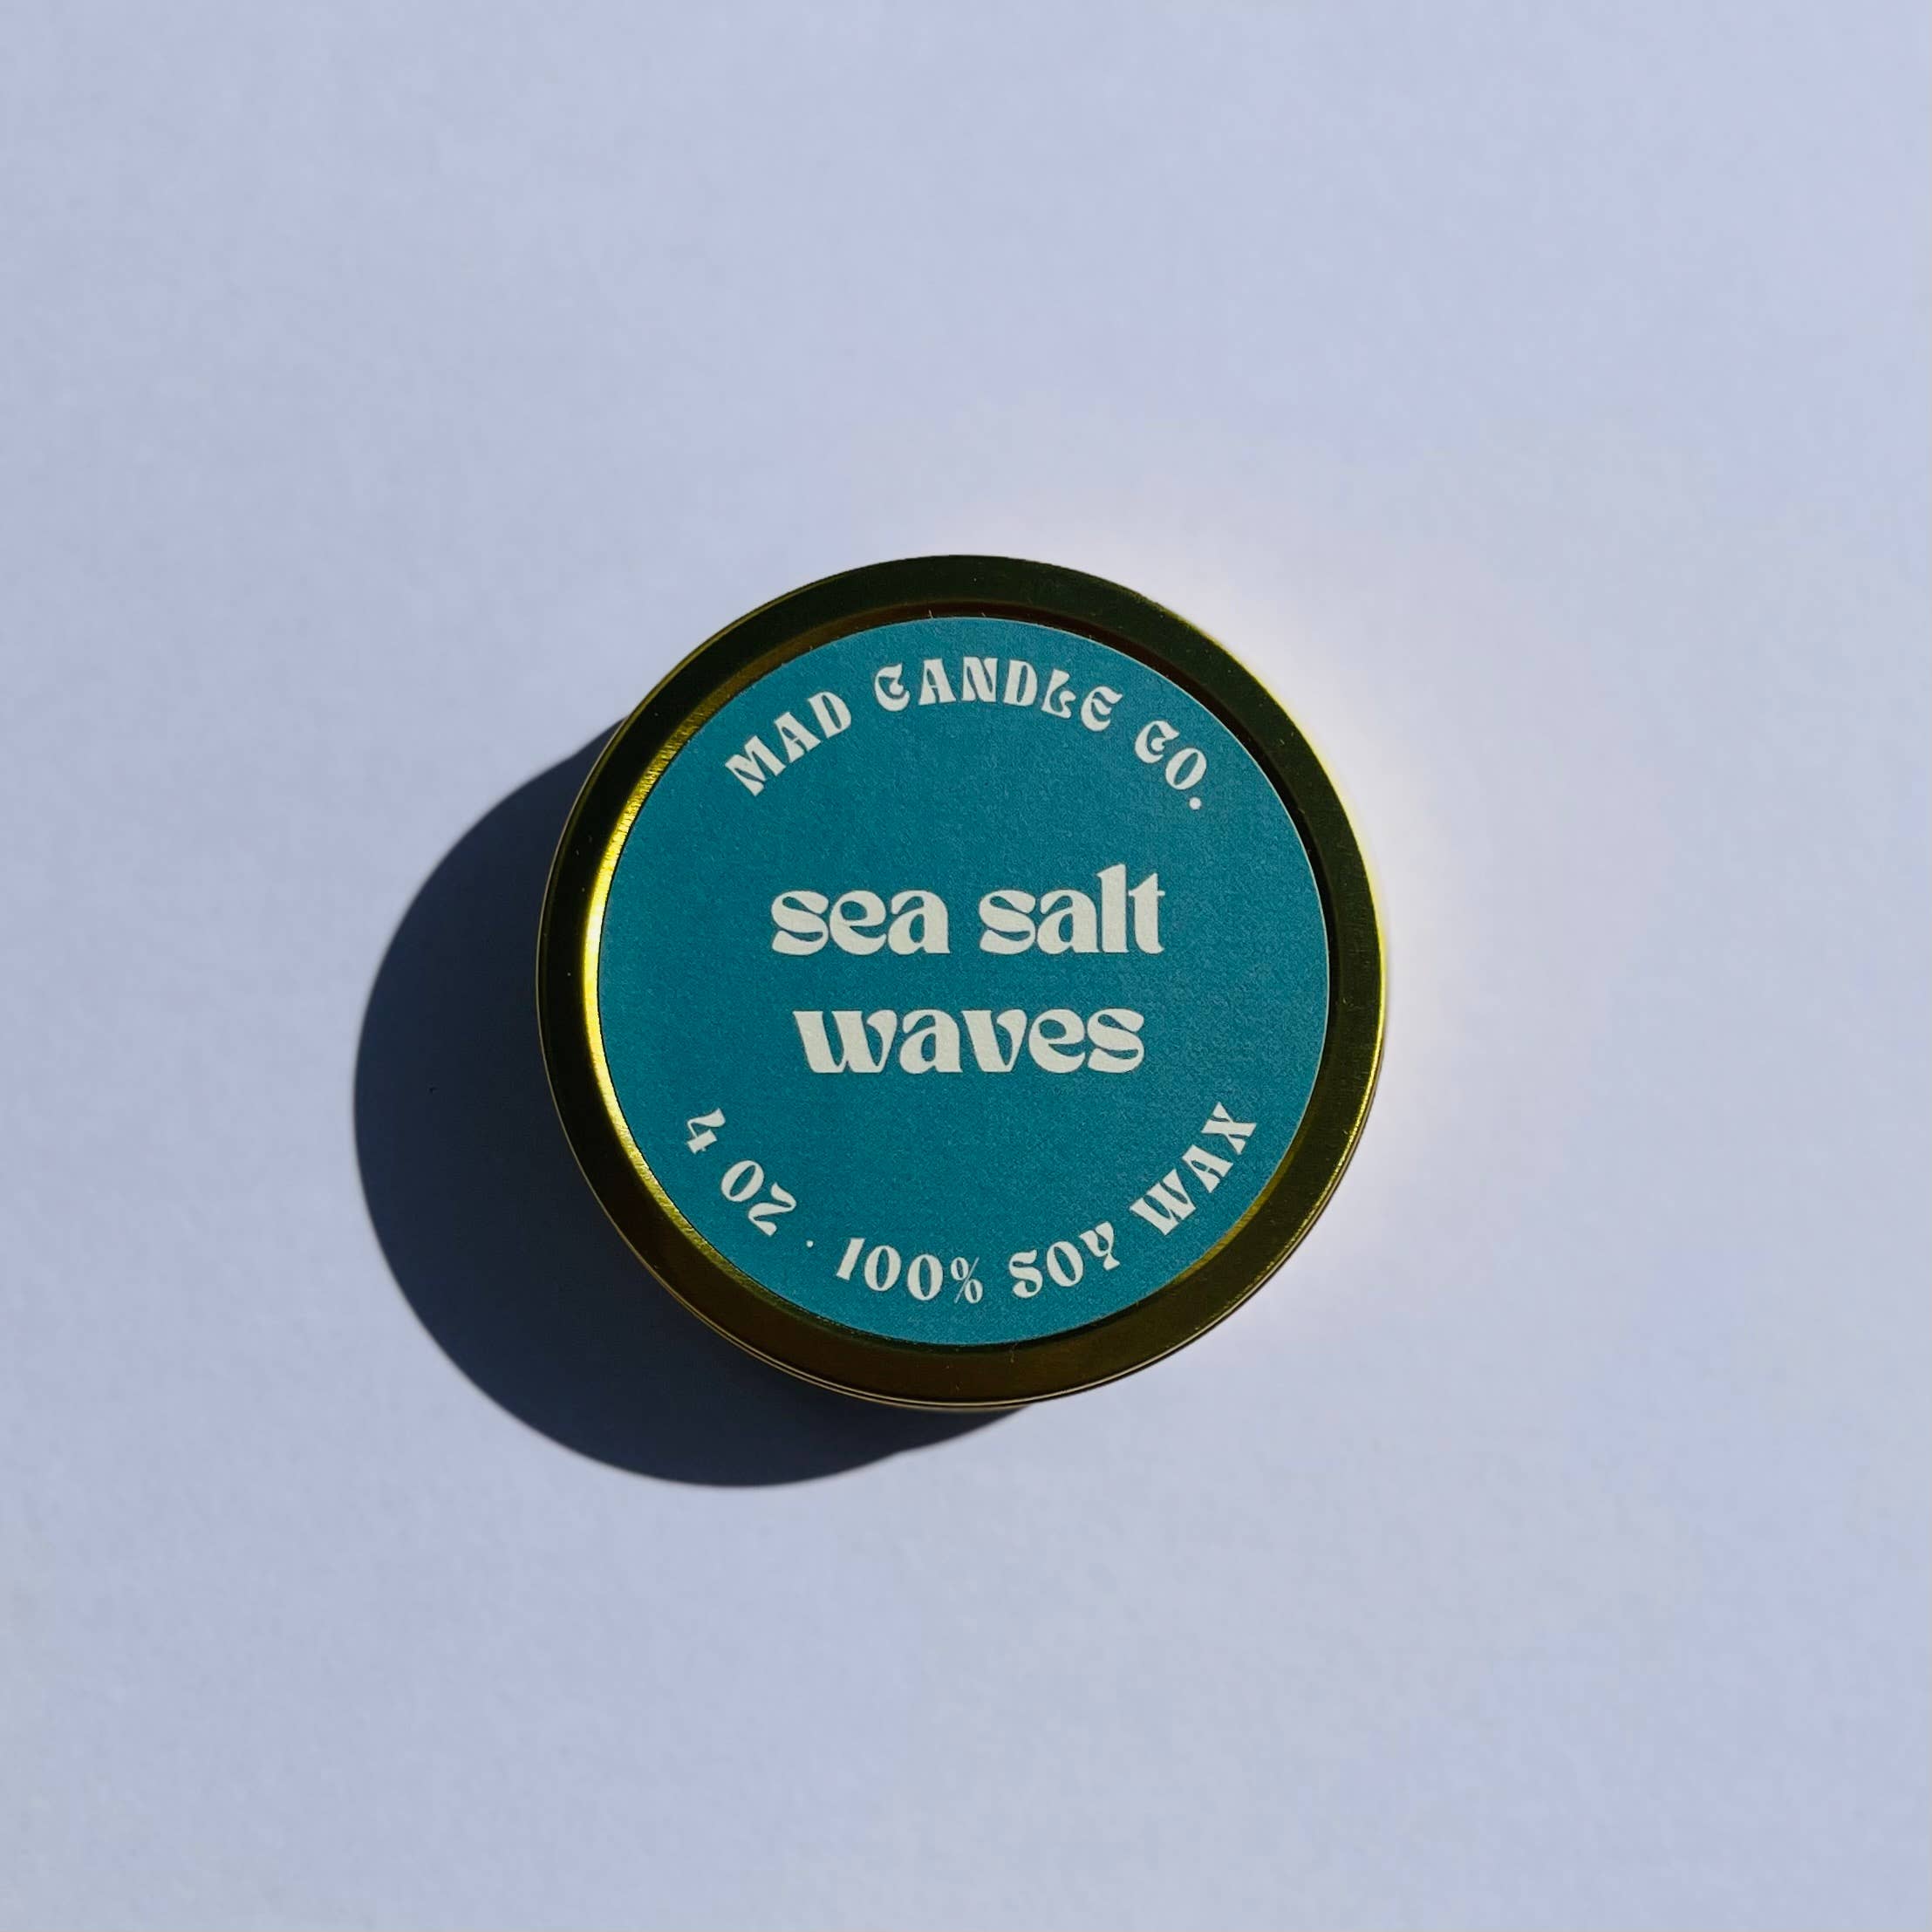 MAD CANDLE CO.
sea salt
waves
4 OZ · 100% SOY WAX